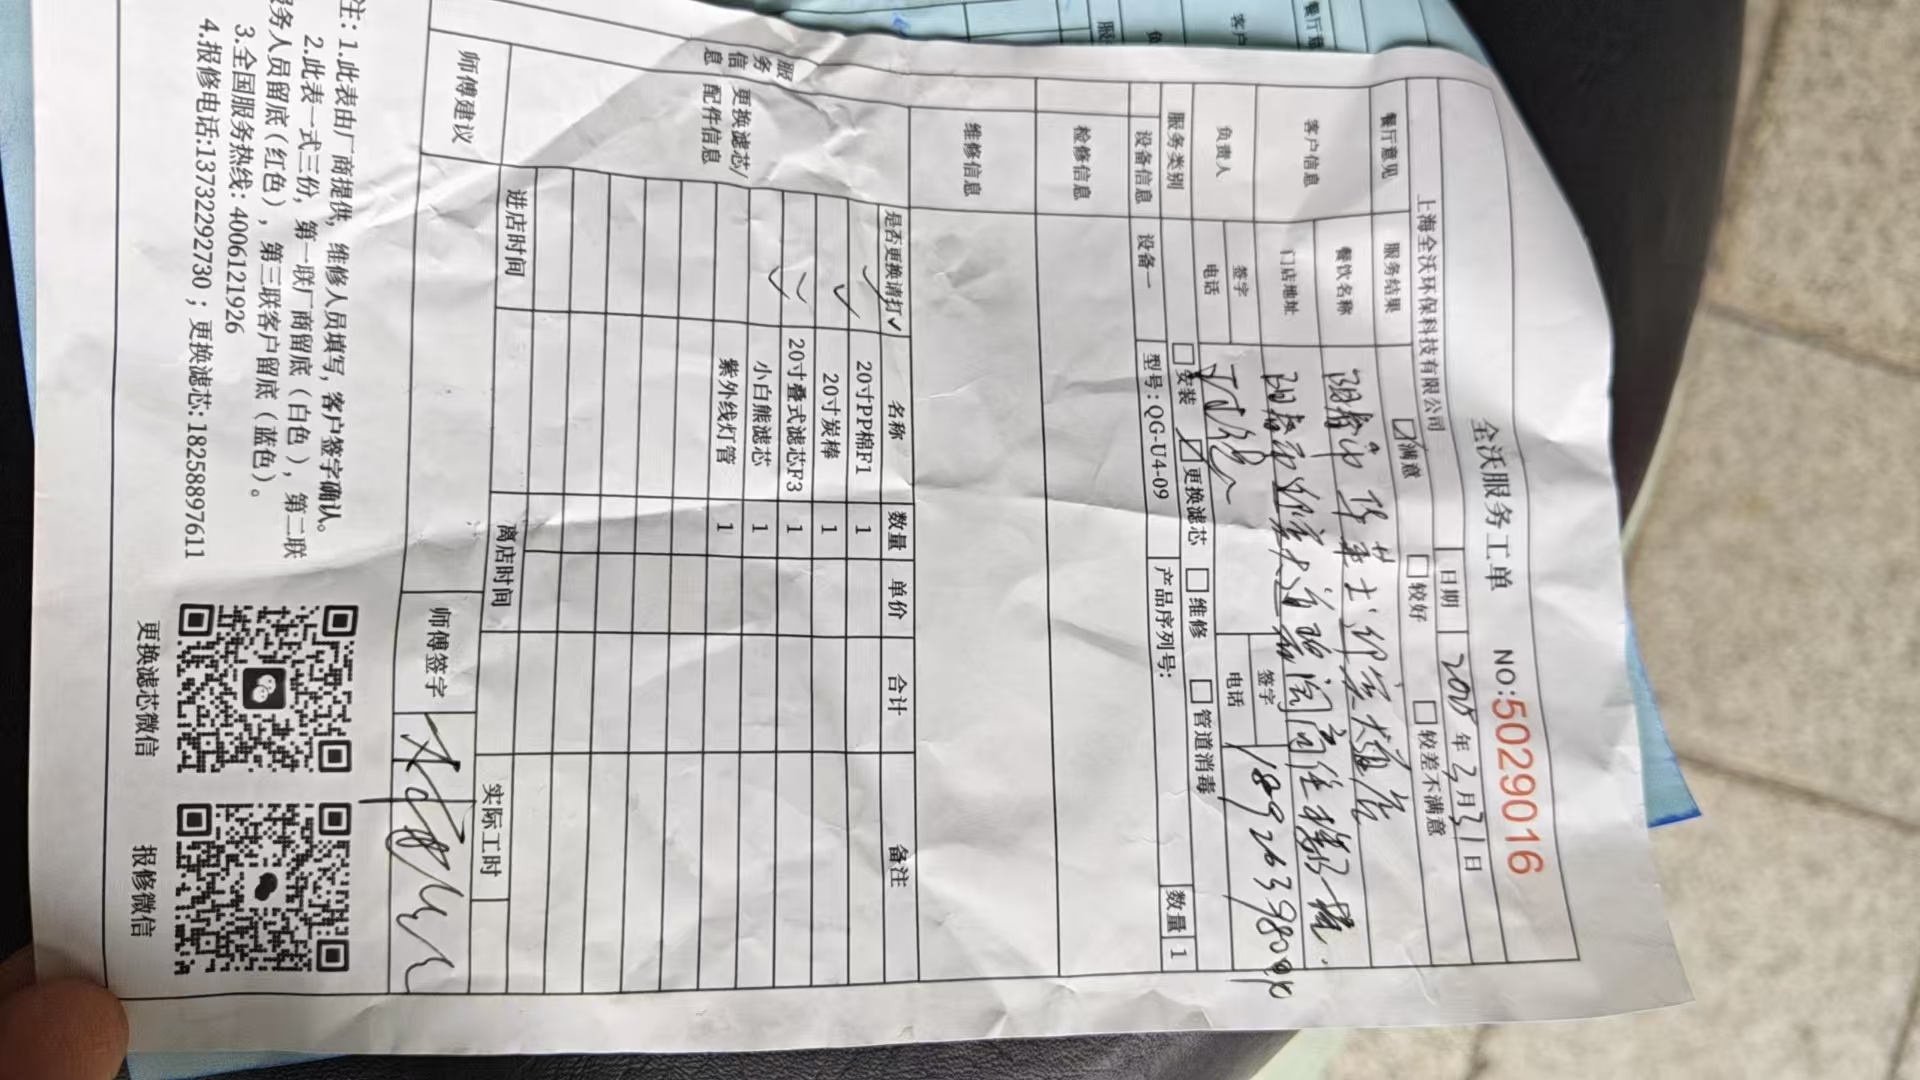 全沃服务工单 NO:5029016
上海全沃环保科技有限公司 日期 年 3月31日
餐厅意见 服务结果 ☑满意 □较好 □较差不满意
客户信息 餐饮名称 华莱士
门店地址
负责人 签字 签字
电话 电话
服务类别 □安装 ☑更换滤芯 □维修 □管道消毒
设备信息 设备一 型号:QG-U4-09 产品序列号: 数量 1
检修信息
维修信息
服务信息
更换滤芯/配件信息
是否更换请打✓ 名称 数量 单价 合计 备注
✓ 20寸PP棉F1 1
✓ 20寸炭棒 1
✓ 20寸叠式滤芯F3 1
✓ 小白熊滤芯 1
紫外线灯管 1
进店时间 离店时间 实际工时
师傅建议 师傅签字
注: 1.此表由厂商提供, 维修人员填写, 客户签字确认。
2.此表一式三份, 第一联厂商留底(白色), 第二联
服务人员留底(红色), 第三联客户留底(蓝色)。
3.全国服务热线: 4006121926
4.报修电话:13732292730 ; 更换滤芯:18258897611
更换滤芯微信 报修微信
餐厅意
客户
负
服